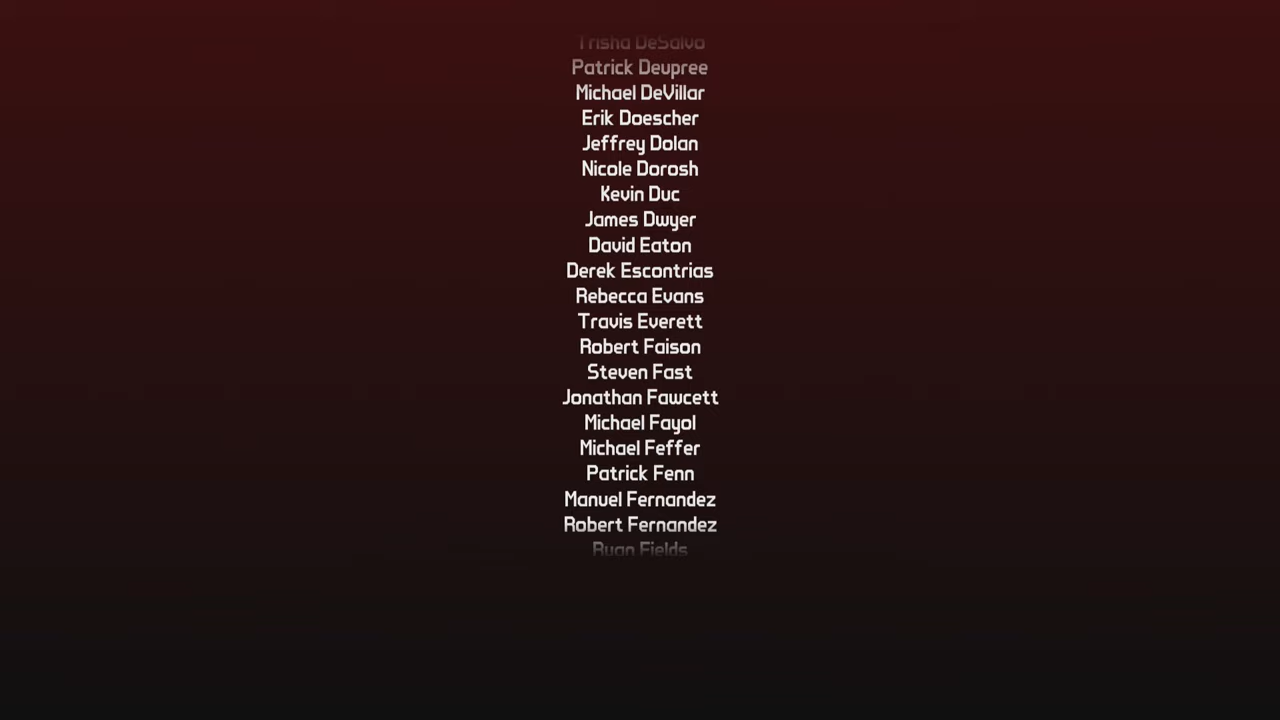 Trisha DeSalvo
Patrick Deupree
Michael DeVillar
Erik Doescher
Jeffrey Dolan
Nicole Dorosh
Kevin Duc
James Dwyer
David Eaton
Derek Escontrias
Rebecca Evans
Travis Everett
Robert Faison
Steven Fast
Jonathan Fawcett
Michael Fayol
Michael Feffer
Patrick Fenn
Manuel Fernandez
Robert Fernandez
Ryan Fields